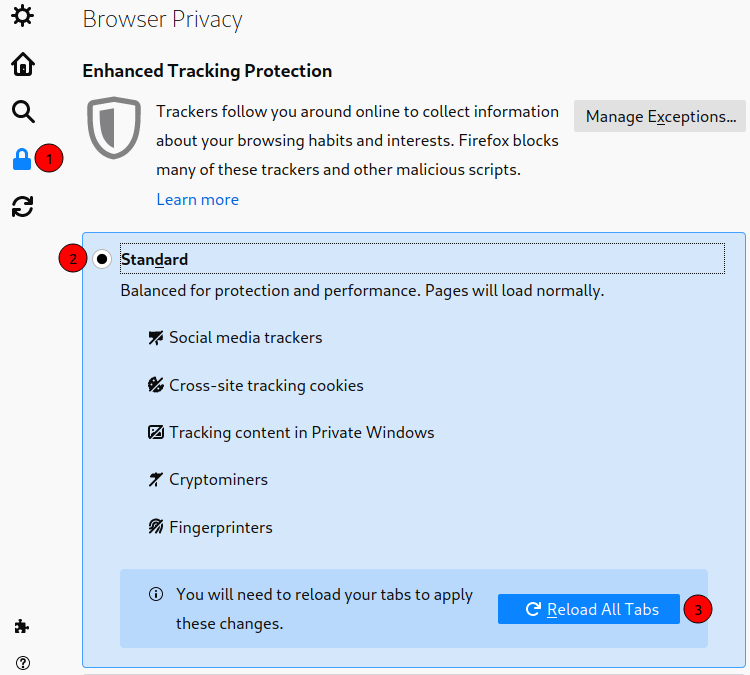 Browser Privacy
Enhanced Tracking Protection
Trackers follow you around online to collect information
about your browsing habits and interests. Firefox blocks
many of these trackers and other malicious scripts.
Learn more
Manage Exceptions...
1
2
Standard
Balanced for protection and performance. Pages will load normally.
Social media trackers
Cross-site tracking cookies
Tracking content in Private Windows
Cryptominers
Fingerprinters
You will need to reload your tabs to apply
these changes.
Reload All Tabs
3